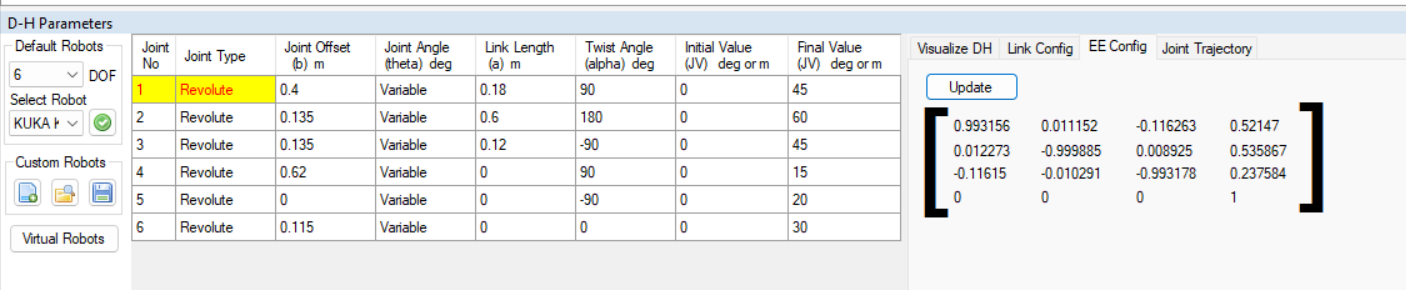 D-H Parameters
Default Robots
6 DOF
Select Robot
KUKA K
Custom Robots
Virtual Robots
Joint No Joint Type Joint Offset (b) m Joint Angle (theta) deg Link Length (a) m Twist Angle (alpha) deg Initial Value (JV) deg or m Final Value (JV) deg or m
1 Revolute 0.4 Variable 0.18 90 0 45
2 Revolute 0.135 Variable 0.6 180 0 60
3 Revolute 0.135 Variable 0.12 -90 0 45
4 Revolute 0.62 Variable 0 90 0 15
5 Revolute 0 Variable 0 -90 0 20
6 Revolute 0.115 Variable 0 0 0 30
Visualize DH Link Config EE Config Joint Trajectory
Update
0.993156 0.011152 -0.116263 0.52147
0.012273 -0.999885 0.008925 0.535867
-0.11615 -0.010291 -0.993178 0.237584
0 0 0 1